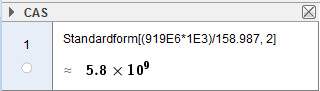 CAS
1
Standardform[(919E6*1E3)/158.987, 2]
≈ 5.8 × 10⁹